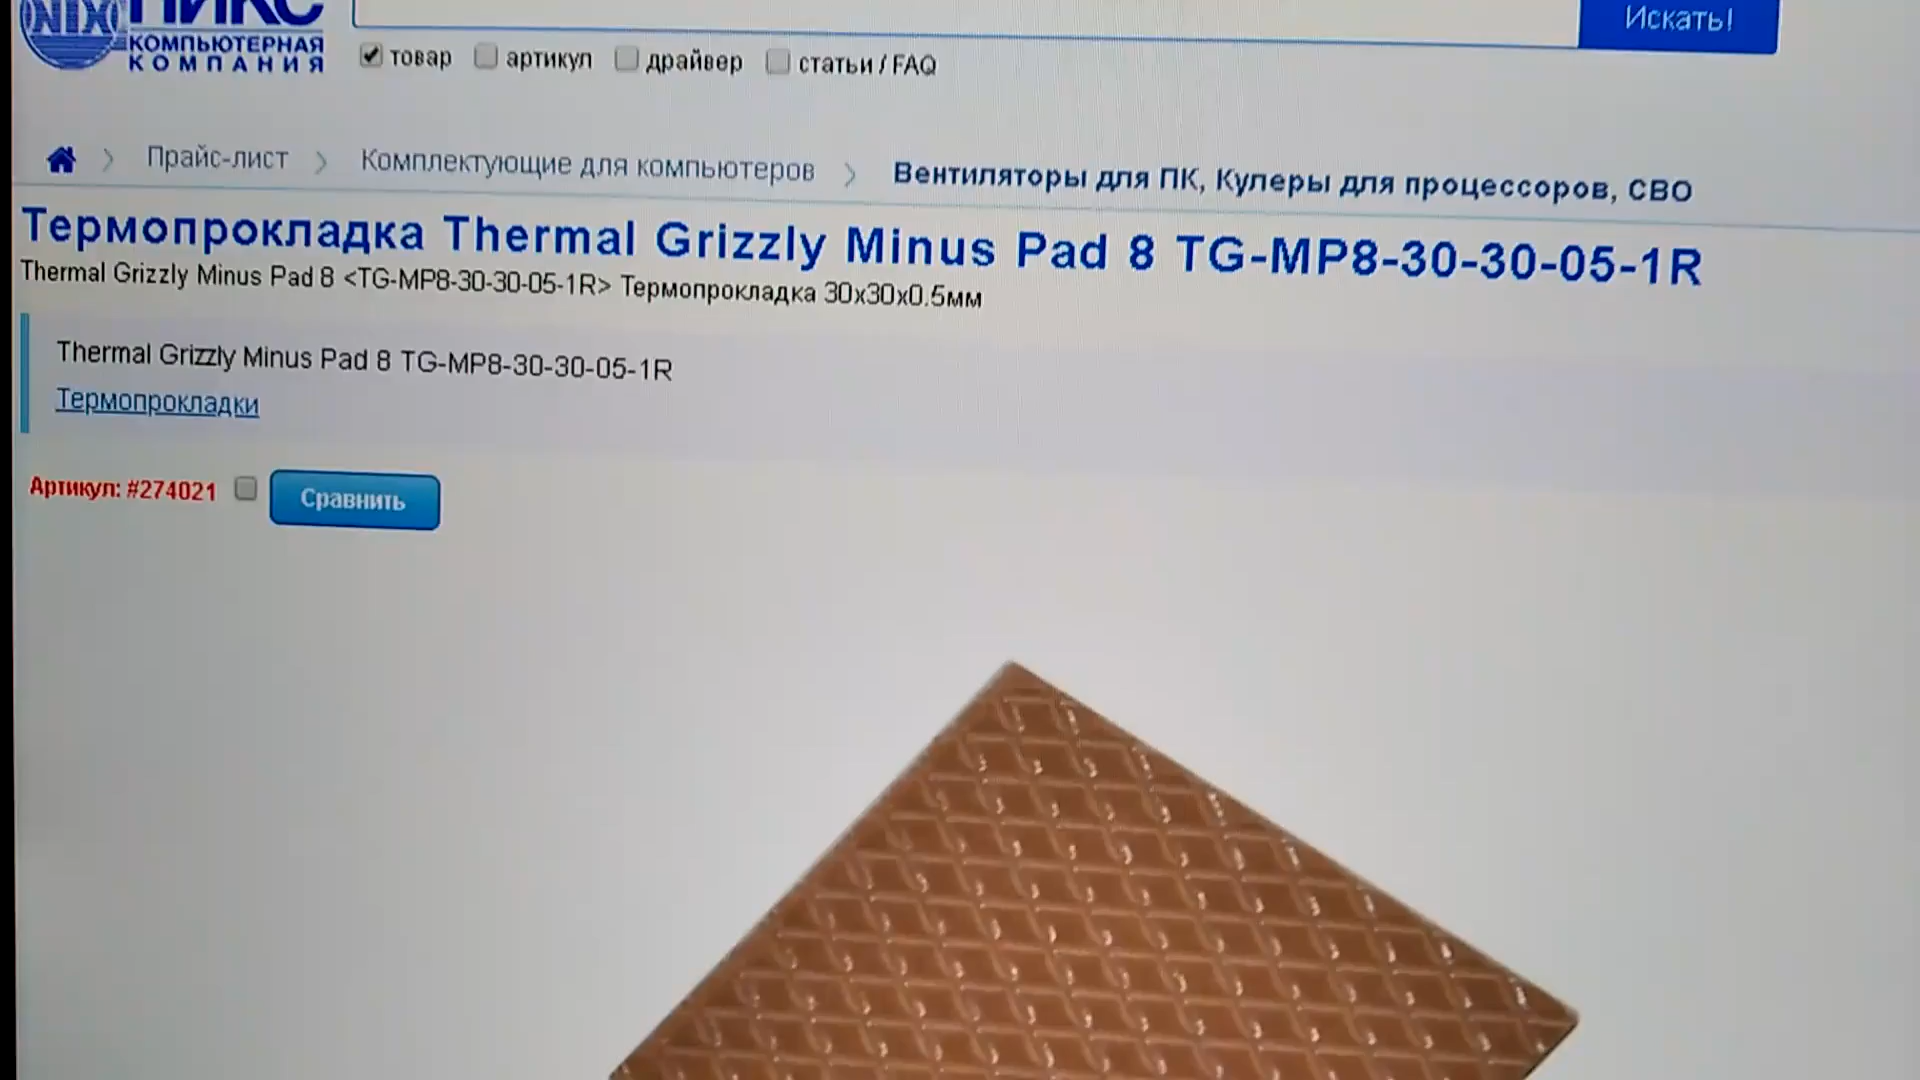 NIX НИКС
КОМПЬЮТЕРНАЯ
КОМПАНИЯ
Искать!
товар артикул драйвер статьи / FAQ
Прайс-лист > Комплектующие для компьютеров > Вентиляторы для ПК, Кулеры для процессоров, СВО
Термопрокладка Thermal Grizzly Minus Pad 8 TG-MP8-30-30-05-1R
Thermal Grizzly Minus Pad 8 <TG-MP8-30-30-05-1R> Термопрокладка 30x30x0.5мм
Thermal Grizzly Minus Pad 8 TG-MP8-30-30-05-1R
Термопрокладки
Артикул: #274021 Сравнить